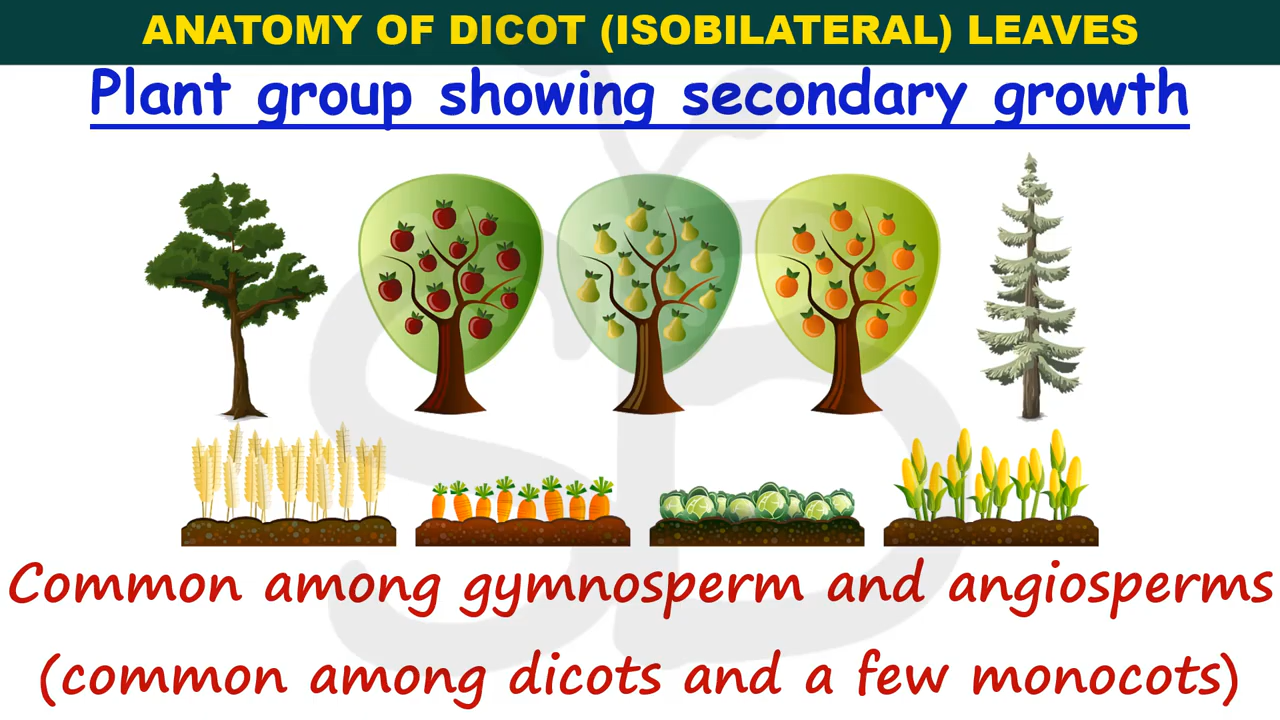 ANATOMY OF DICOT (ISOBILATERAL) LEAVES
Plant group showing secondary growth
Common among gymnosperm and angiosperms
(common among dicots and a few monocots)